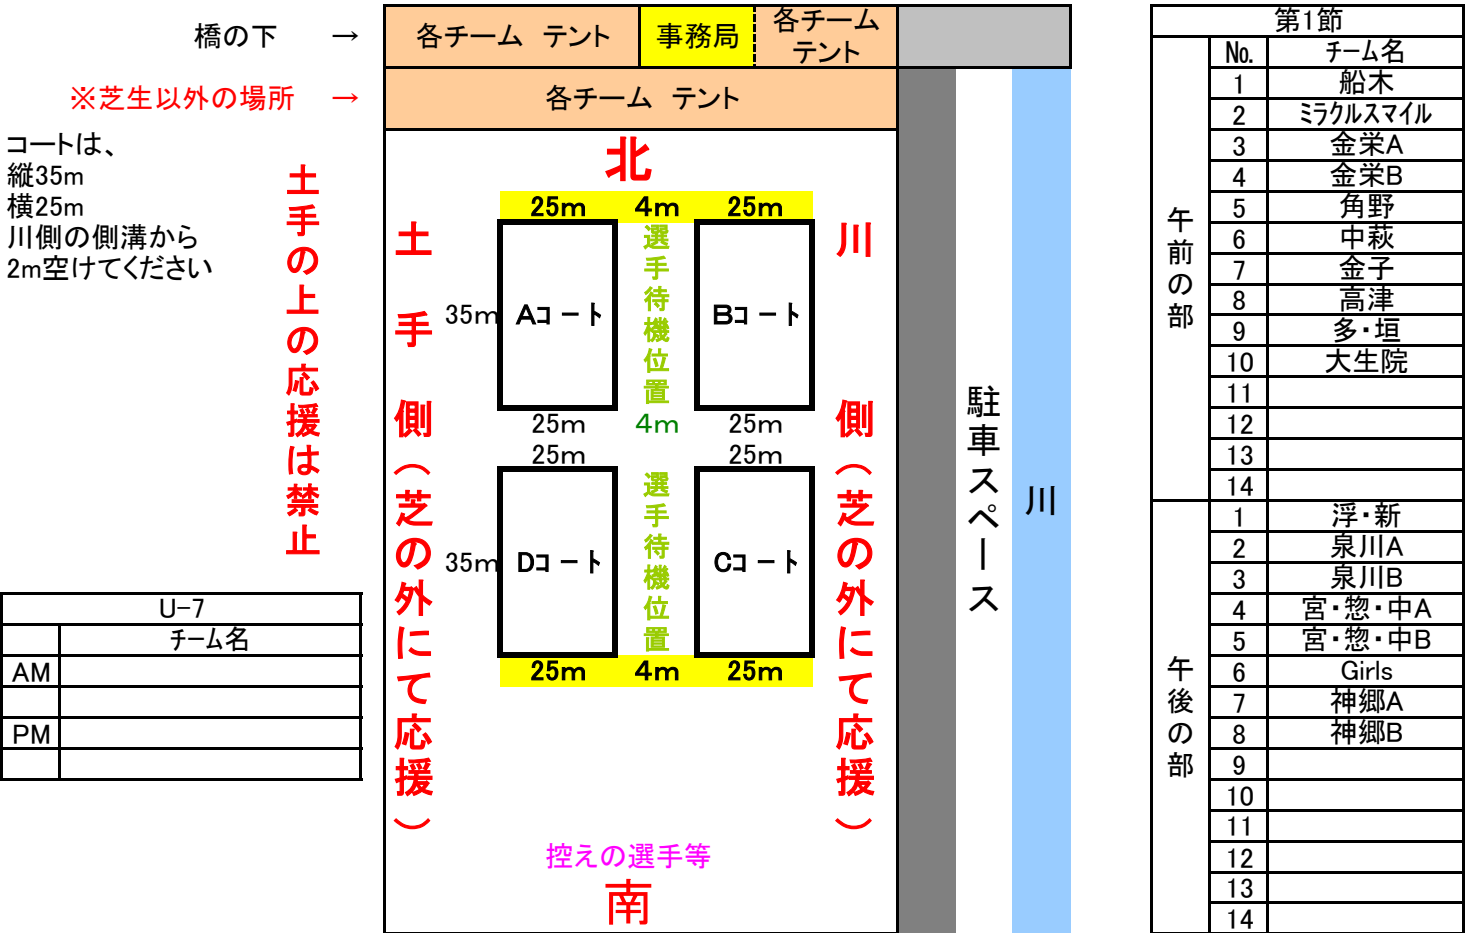 橋の下 →
各チーム テント
事務局
各チーム
テント
※芝生以外の場所 →
各チーム テント
コートは、
縦35m
横25m
川側の側溝から
2m空けてください
土手の上の応援は禁止
北
土手側（芝の外にて応援）
25m 4m 25m
35m
Aコート
選手待機位置
Bコート
25m 4m 25m
25m 25m
35m
Dコート
選手待機位置
Cコート
25m 4m 25m
川側（芝の外にて応援）
控えの選手等
南
駐車スペース
川
U-7
チーム名
AM
PM
第1節
No. チーム名
午前の部
1 船木
2 ミラクルスマイル
3 金栄A
4 金栄B
5 角野
6 中萩
7 金子
8 高津
9 多・垣
10 大生院
11
12
13
14
午後の部
1 浮・新
2 泉川A
3 泉川B
4 宮・惣・中A
5 宮・惣・中B
6 Girls
7 神郷A
8 神郷B
9
10
11
12
13
14